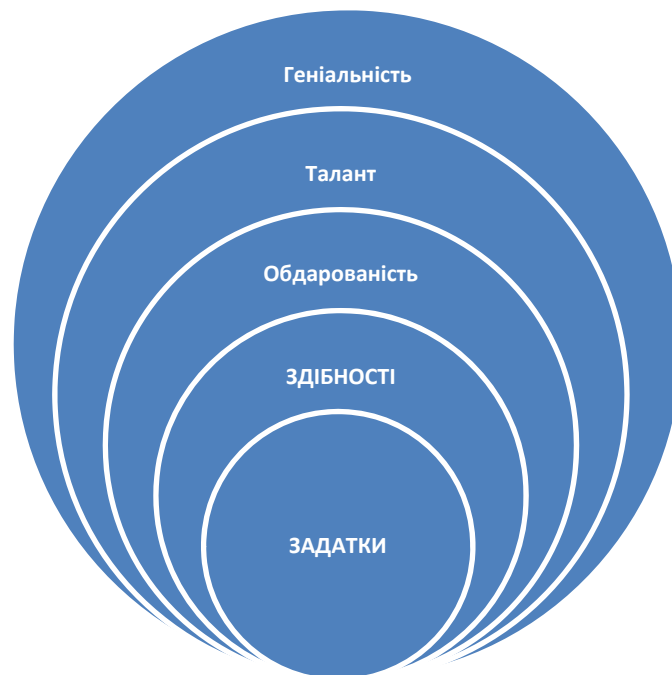 Геніальність
Талант
Обдарованість
ЗДІБНОСТІ
ЗАДАТКИ